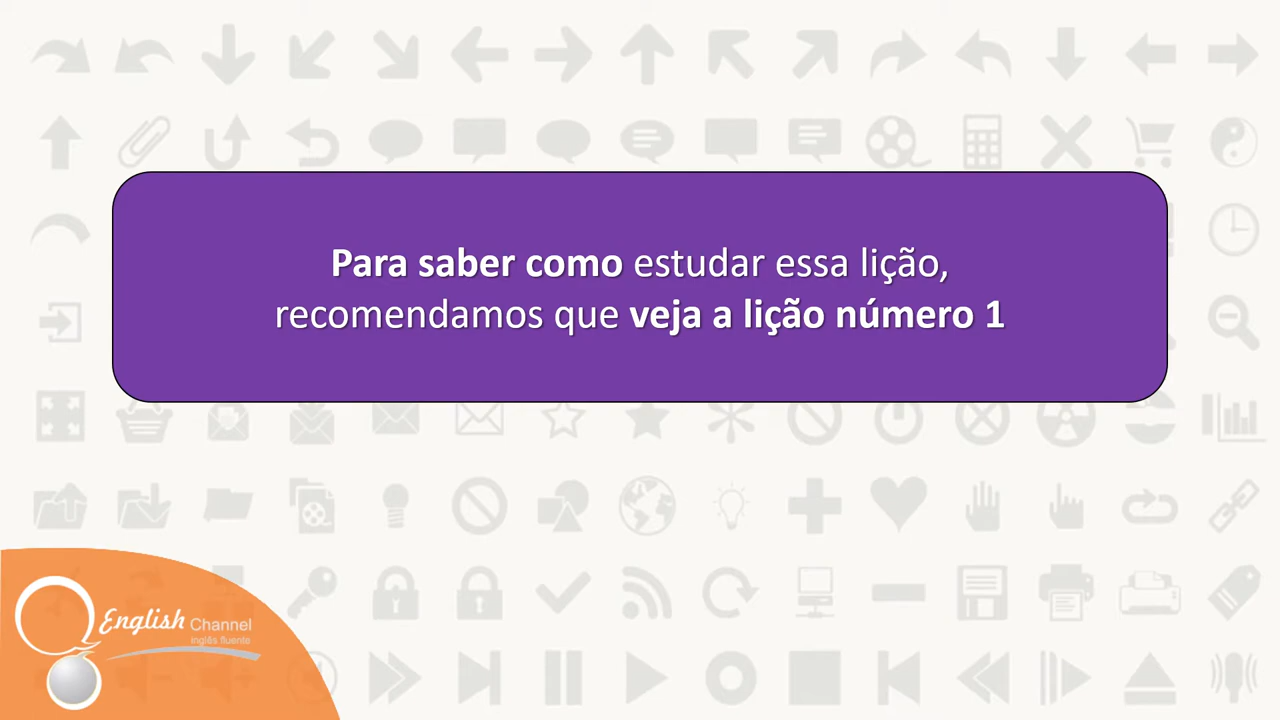 Para saber como estudar essa lição,
recomendamos que veja a lição número 1
English Channel
inglês fluente